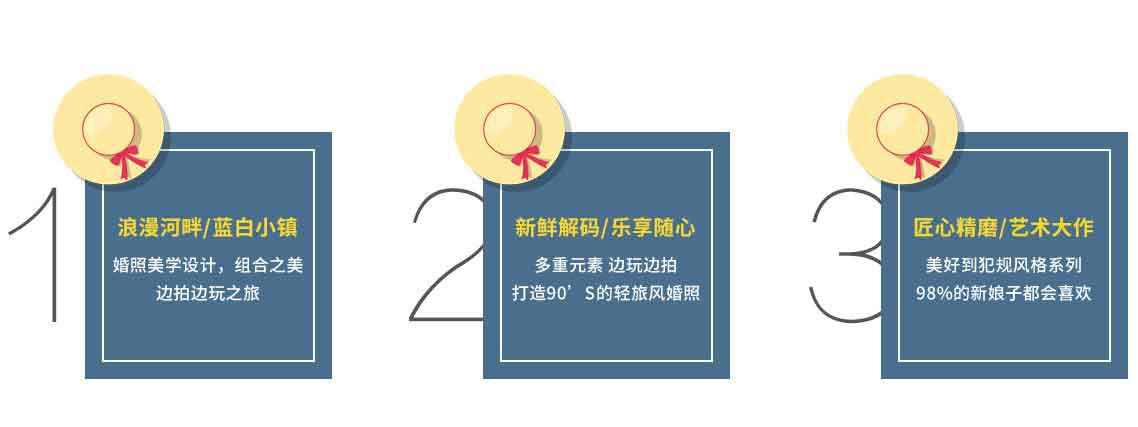 1
浪漫河畔/蓝白小镇
婚照美学设计，组合之美
边拍边玩之旅
2
新鲜解码/乐享随心
多重元素 边玩边拍
打造90’S的轻旅风婚照
3
匠心精磨/艺术大作
美好到犯规风格系列
98%的新娘子都会喜欢